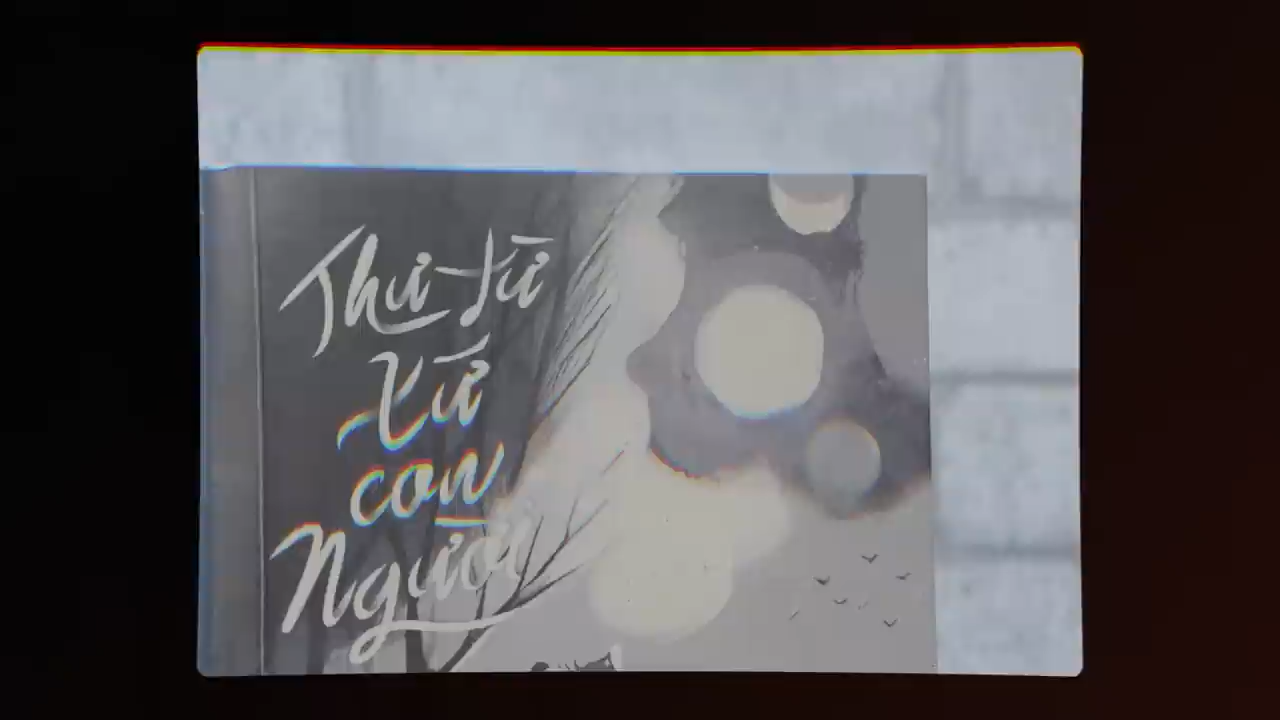 Thư từ
Xứ
con
Người